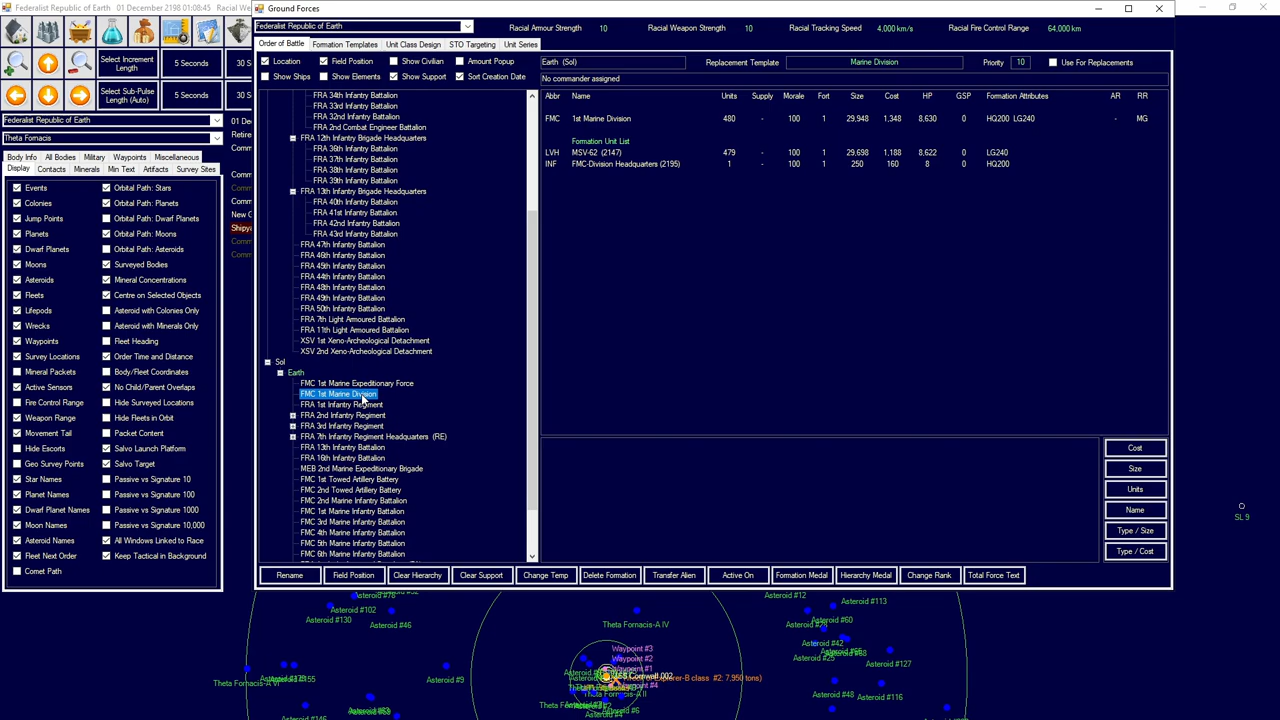 Federalist Republic of Earth   01 December 2198 01:08:45   Racial We
Ground Forces
Federalist Republic of Earth
Racial Armour Strength 10 Racial Weapon Strength 10 Racial Tracking Speed 4,000 km/s Racial Fire Control Range 64,000 km
Order of Battle Formation Templates Unit Class Design STO Targeting Unit Series
Location Field Position Show Civilian Amount Popup
Show Ships Show Elements Show Support Sort Creation Date
Earth (Sol) Replacement Template Marine Division Priority 10 Use For Replacements
No commander assigned
Select Increment Length 5 Seconds 30 S
Select Sub-Pulse Length (Auto) 5 Seconds 30 S
Federalist Republic of Earth
Theta Fornacis
Body Info All Bodies Military Waypoints Miscellaneous
Display Contacts Minerals Min Text Artifacts Survey Sites
Events Orbital Path: Stars
Colonies Orbital Path: Planets
Jump Points Orbital Path: Dwarf Planets
Planets Orbital Path: Moons
Dwarf Planets Orbital Path: Asteroids
Moons Surveyed Bodies
Asteroids Mineral Concentrations
Fleets Centre on Selected Objects
Lifepods Asteroid with Colonies Only
Wrecks Asteroid with Minerals Only
Waypoints Fleet Heading
Survey Locations Order Time and Distance
Mineral Packets Body/Fleet Coordinates
Active Sensors No Child/Parent Overlaps
Fire Control Range Hide Surveyed Locations
Weapon Range Hide Fleets in Orbit
Movement Tail Packet Content
Hide Escorts Salvo Launch Platform
Geo Survey Points Salvo Target
Star Names Passive vs Signature 10
Planet Names Passive vs Signature 100
Dwarf Planet Names Passive vs Signature 1000
Moon Names Passive vs Signature 10,000
Asteroid Names All Windows Linked to Race
Fleet Next Order Keep Tactical in Background
Comet Path
01 Dec
Retire
Comm
Comm
Comm
Comm
New G
Shipya
Comm
Comm
FRA 34th Infantry Battalion
FRA 33rd Infantry Battalion
FRA 32nd Infantry Battalion
FRA 2nd Combat Engineer Battalion
FRA 12th Infantry Brigade Headquarters
FRA 36th Infantry Battalion
FRA 37th Infantry Battalion
FRA 38th Infantry Battalion
FRA 39th Infantry Battalion
FRA 13th Infantry Brigade Headquarters
FRA 40th Infantry Battalion
FRA 41st Infantry Battalion
FRA 42nd Infantry Battalion
FRA 43rd Infantry Battalion
FRA 47th Infantry Battalion
FRA 46th Infantry Battalion
FRA 45th Infantry Battalion
FRA 44th Infantry Battalion
FRA 48th Infantry Battalion
FRA 49th Infantry Battalion
FRA 50th Infantry Battalion
FRA 7th Light Armoured Battalion
FRA 11th Light Armoured Battalion
XSV 1st Xeno-Archeological Detachment
XSV 2nd Xeno-Archeological Detachment
Sol
Earth
FMC 1st Marine Expeditionary Force
FMC 1st Marine Division
FRA 1st Infantry Regiment
FRA 2nd Infantry Regiment
FRA 3rd Infantry Regiment
FRA 7th Infantry Regiment Headquarters (RE)
FRA 13th Infantry Battalion
FRA 16th Infantry Battalion
MEB 2nd Marine Expeditionary Brigade
FMC 1st Towed Artillery Battery
FMC 2nd Towed Artillery Battery
FMC 2nd Marine Infantry Battalion
FMC 1st Marine Infantry Battalion
FMC 3rd Marine Infantry Battalion
FMC 4th Marine Infantry Battalion
FMC 5th Marine Infantry Battalion
FMC 6th Marine Infantry Battalion
Abbr Name Units Supply Morale Fort Size Cost HP GSP Formation Attributes AR RR
FMC 1st Marine Division 480 - 100 1 29,948 1,348 8,630 0 HQ200 LG240 - MG
Formation Unit List
LVH MSV-62 (2147) 479 - 100 1 29,698 1,188 8,622 0 LG240
INF FMC-Division Headquarters (2195) 1 - 100 1 250 160 8 0 HQ200
Cost
Size
Units
Name
Type / Size
Type / Cost
Rename Field Position Clear Hierarchy Clear Support Change Temp Delete Formation Transfer Alien Active On Formation Medal Hierarchy Medal Change Rank Total Force Text
SL 9
Asteroid #102
Asteroid #130
Asteroid #46
Theta Fornacis-A IV
Asteroid #12
Asteroid #113
Asteroid #60
Asteroid #42
Asteroid #25
Asteroid #127
Waypoint #3
Waypoint #2
Waypoint #1
Asteroid #9
Theta Fornacis-A VI
Asteroid #48
Asteroid #116
Asteroid #6
Asteroid #146